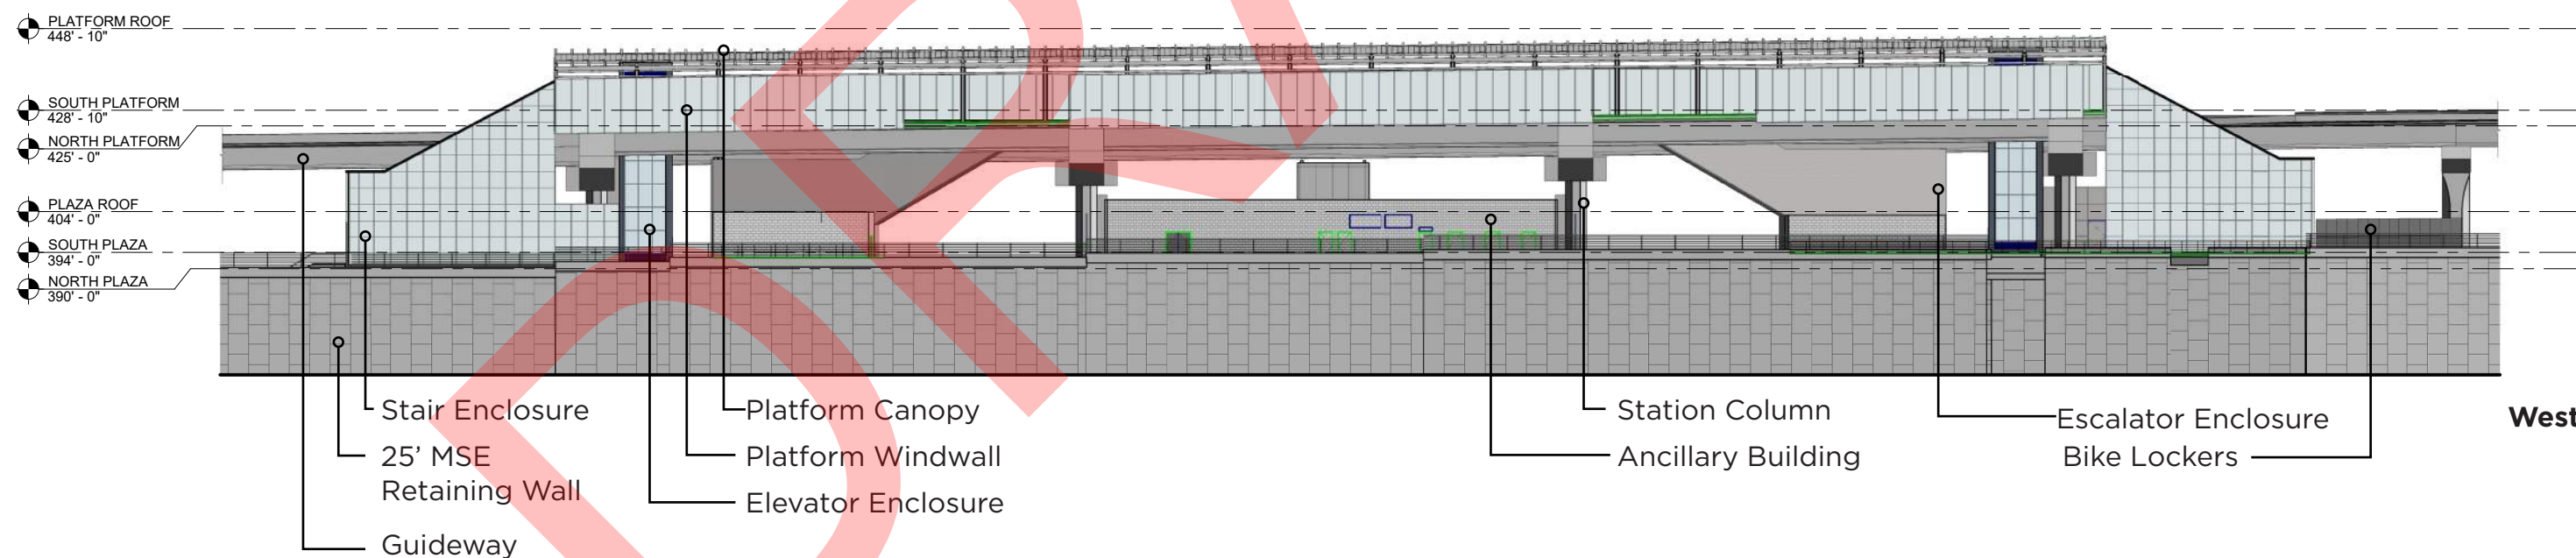 PLATFORM ROOF
448' - 10"
SOUTH PLATFORM
428' - 10"
NORTH PLATFORM
425' - 0"
PLAZA ROOF
404' - 0"
SOUTH PLAZA
394' - 0"
NORTH PLAZA
390' - 0"
Stair Enclosure
25’ MSE
Retaining Wall
Guideway
Platform Canopy
Platform Windwall
Elevator Enclosure
Station Column
Ancillary Building
Escalator Enclosure
Bike Lockers
West